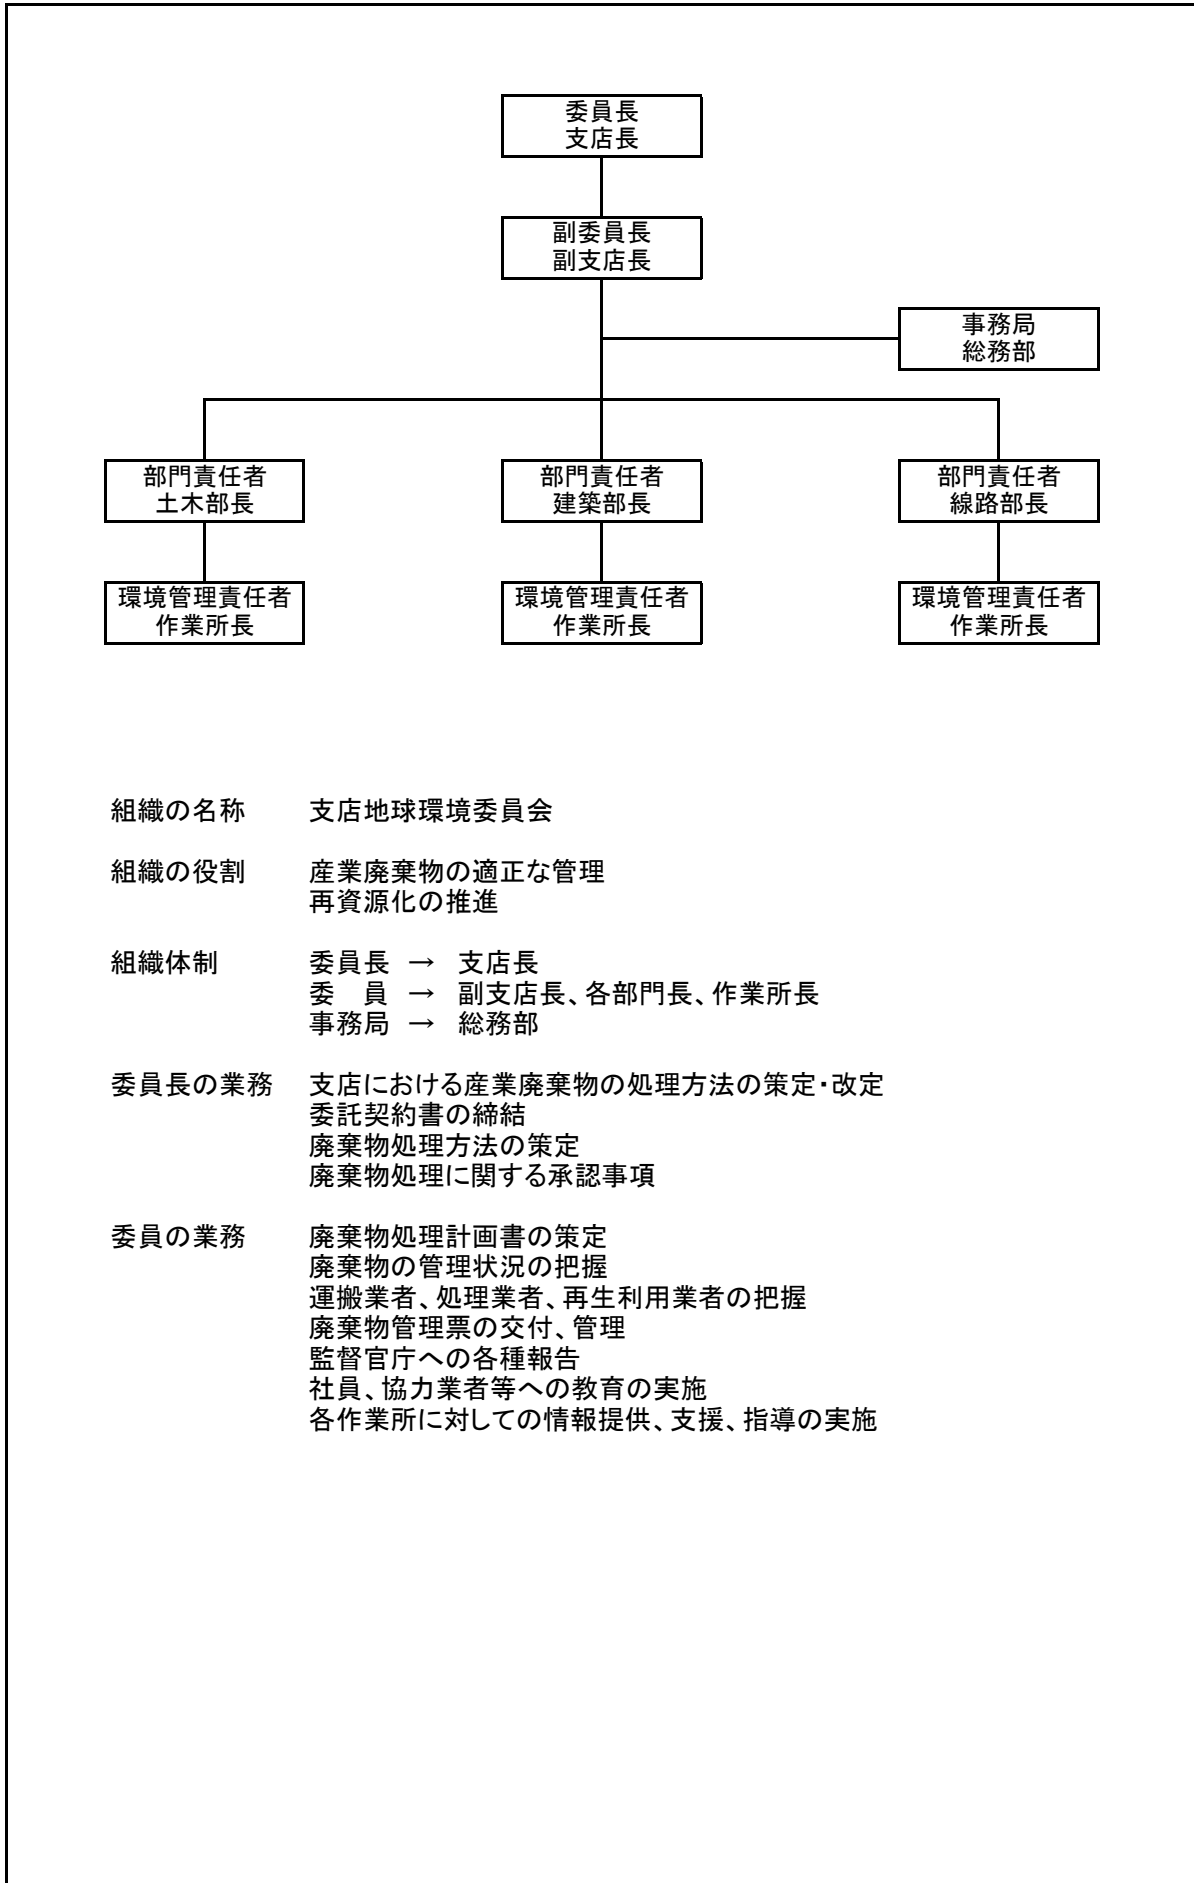 委員長
支店長
副委員長
副支店長
事務局
総務部
部門責任者
土木部長
部門責任者
建築部長
部門責任者
線路部長
環境管理責任者
作業所長
環境管理責任者
作業所長
環境管理責任者
作業所長
組織の名称 支店地球環境委員会
組織の役割 産業廃棄物の適正な管理
再資源化の推進
組織体制 委員長 → 支店長
委 員 → 副支店長、各部門長、作業所長
事務局 → 総務部
委員長の業務 支店における産業廃棄物の処理方法の策定・改定
委託契約書の締結
廃棄物処理方法の策定
廃棄物処理に関する承認事項
委員の業務 廃棄物処理計画書の策定
廃棄物の管理状況の把握
運搬業者、処理業者、再生利用業者の把握
廃棄物管理票の交付、管理
監督官庁への各種報告
社員、協力業者等への教育の実施
各作業所に対しての情報提供、支援、指導の実施